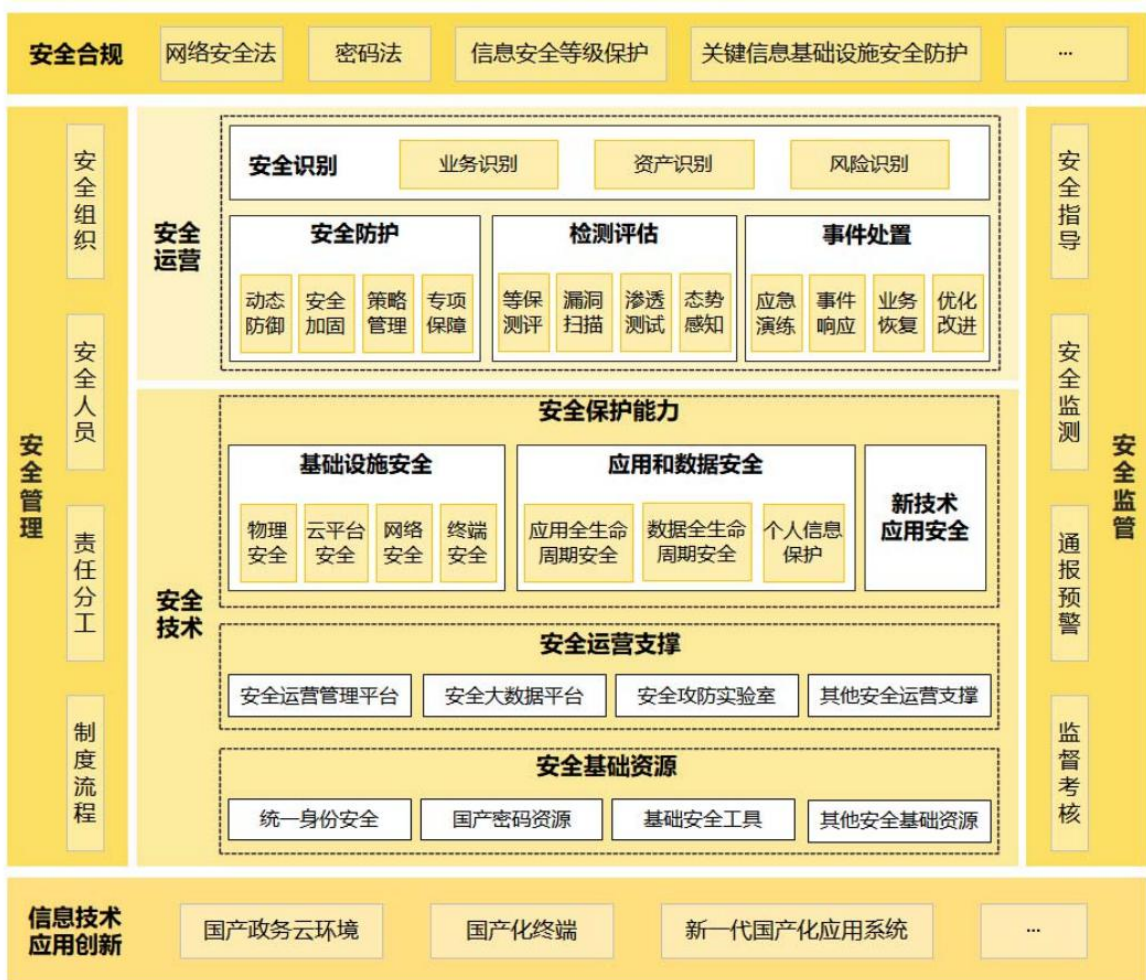 安全合规
网络安全法
密码法
信息安全等级保护
关键信息基础设施安全防护
...
安全管理
安全组织
安全人员
责任分工
制度流程
安全
运营
安全识别
业务识别
资产识别
风险识别
安全防护
动态
防御
安全
加固
策略
管理
专项
保障
检测评估
等保
测评
漏洞
扫描
渗透
测试
态势
感知
事件处置
应急
演练
事件
响应
业务
恢复
优化
改进
安全
技术
安全保护能力
基础设施安全
物理
安全
云平台
安全
网络
安全
终端
安全
应用和数据安全
应用全生命
周期安全
数据全生命
周期安全
个人信息
保护
新技术
应用安全
安全运营支撑
安全运营管理平台
安全大数据平台
安全攻防实验室
其他安全运营支撑
安全基础资源
统一身份安全
国产密码资源
基础安全工具
其他安全基础资源
安全监管
安全指导
安全监测
通报预警
监督考核
信息技术
应用创新
国产政务云环境
国产化终端
新一代国产化应用系统
...